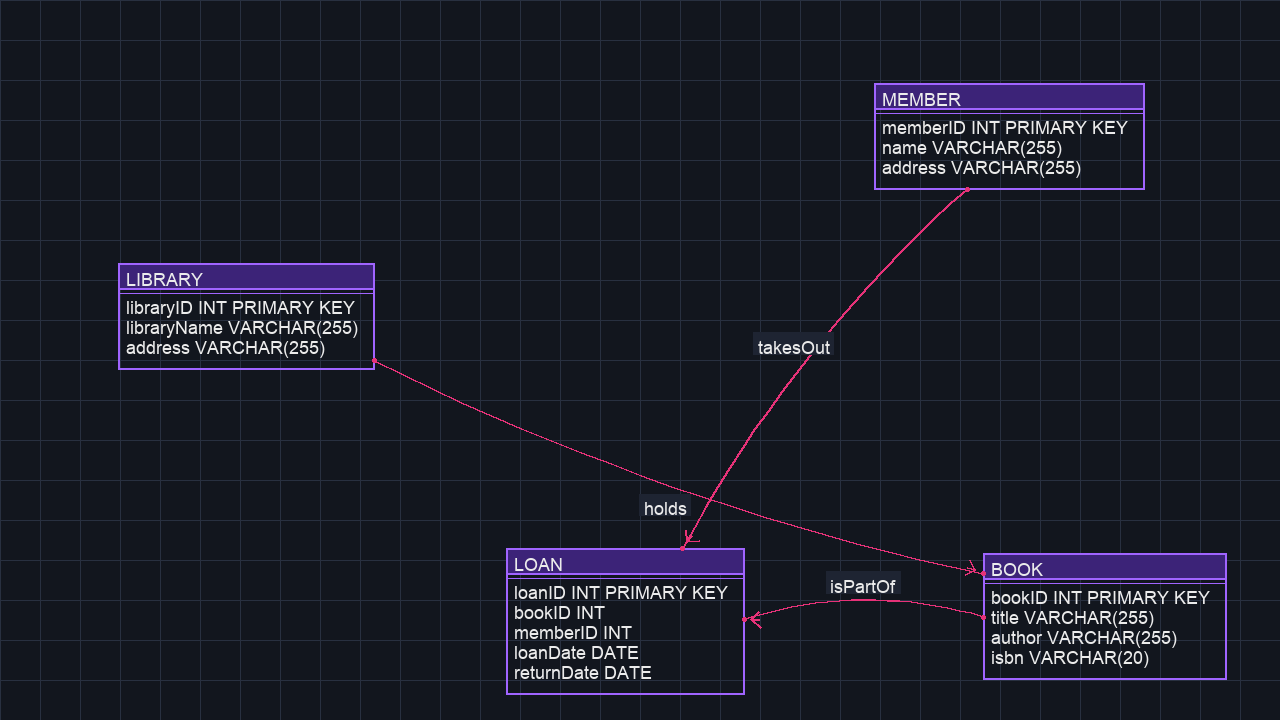 MEMBER
memberID INT PRIMARY KEY
name VARCHAR(255)
address VARCHAR(255)
LIBRARY
libraryID INT PRIMARY KEY
libraryName VARCHAR(255)
address VARCHAR(255)
takesOut
holds
LOAN
loanID INT PRIMARY KEY
bookID INT
memberID INT
loanDate DATE
returnDate DATE
isPartOf
BOOK
bookID INT PRIMARY KEY
title VARCHAR(255)
author VARCHAR(255)
isbn VARCHAR(20)